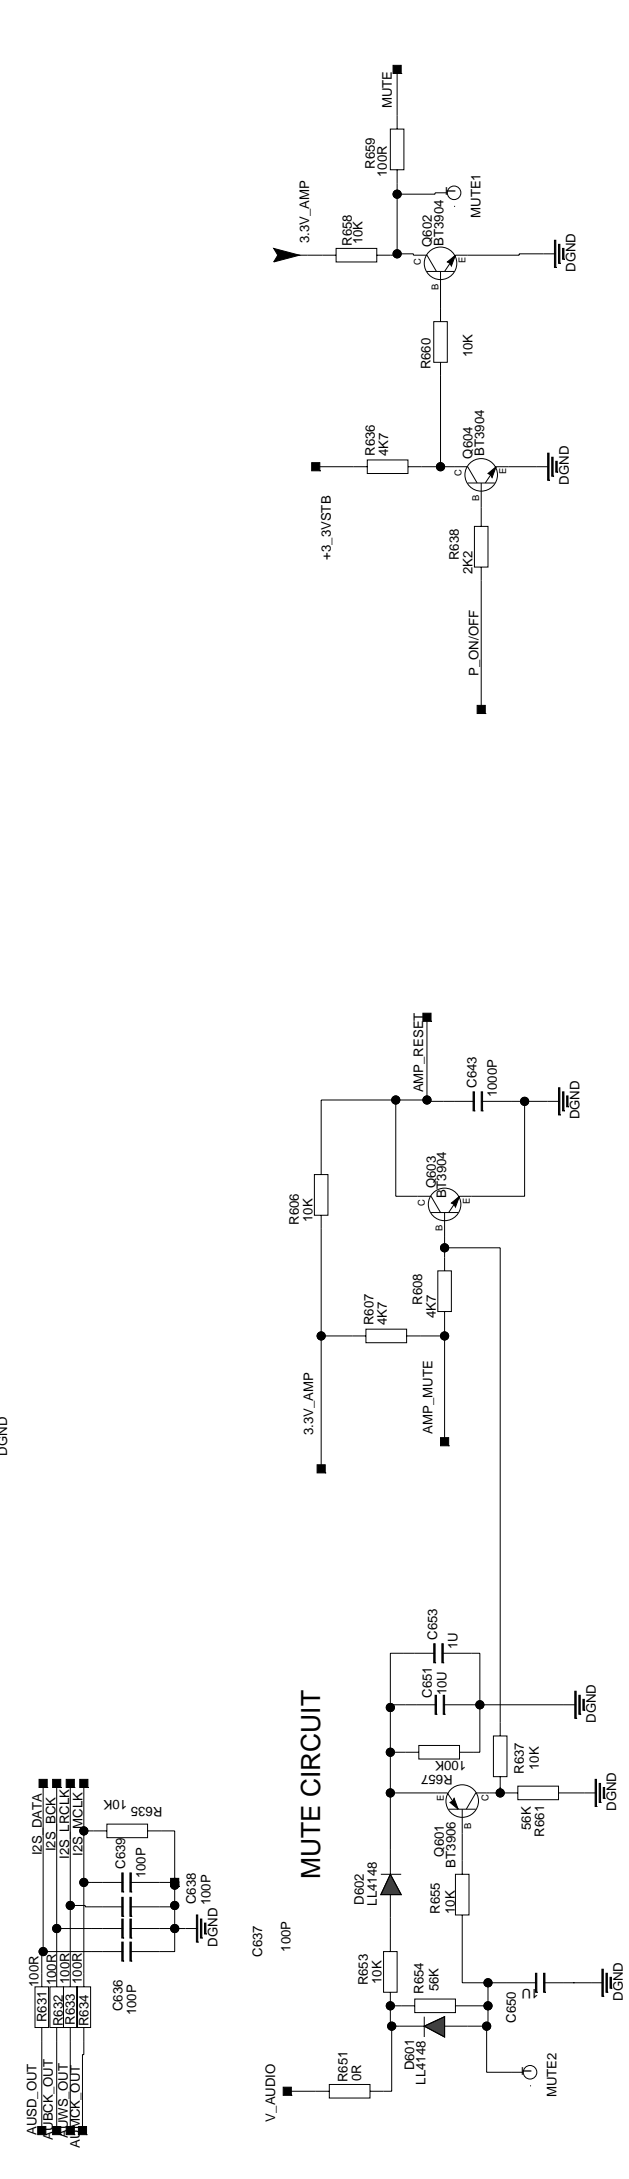 MUTE
R659
100R
3.3V_AMP
R658
10K
MUTE1
Q602
BT3904
C
B
E
DGND
R660
10K
R636
4K7
+3_3VSTB
Q604
BT3904
C
B
E
DGND
R638
2K2
P_ON/OFF
AMP_RESET
C643
1000P
DGND
R606
10K
Q603
BT3904
C
B
E
R607
4K7
R608
4K7
3.3V_AMP
AMP_MUTE
DGND
MUTE CIRCUIT
C653
1U
C651
10U
R657
100K
DGND
R637
10K
56K
R661
DGND
Q601
BT3906
E
B
C
D602
LL4148
R655
10K
R653
10K
R654
56K
C650
DGND
D601
LL4148
R651
0R
V_AUDIO
MUTE2
I2S_DATA
I2S_BCK
I2S_LRCLK
I2S_MCLK
R635 10K
C639
100P
C638
100P
DGND
C637
100P
C636
100P
100R
100R
100R
100R
R631
R632
R633
R634
AUSD_OUT
AUBCK_OUT
AUWS_OUT
AUMCK_OUT